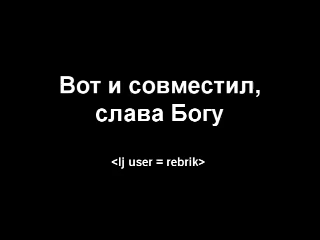 Вот и совместил,
слава Богу
<lj user = rebrik>